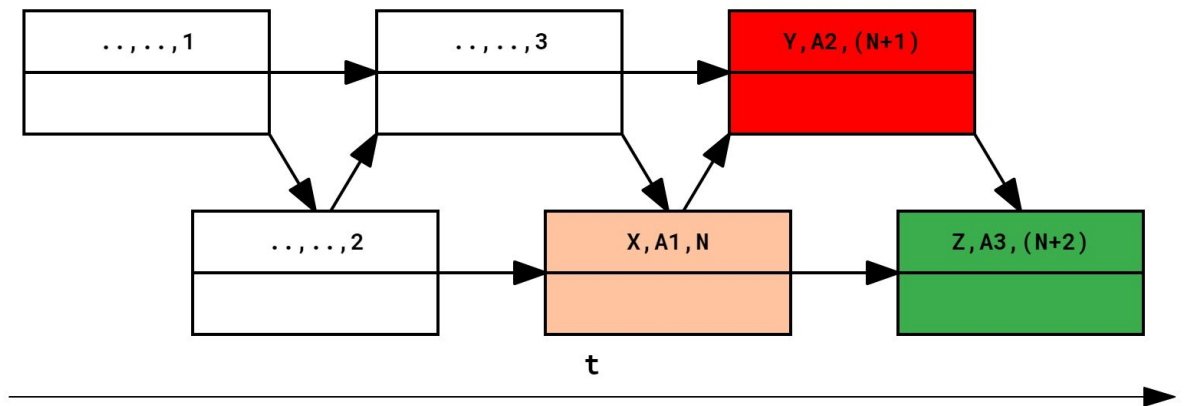 ..,..,1
..,..,3
Y,A2,(N+1)
..,..,2
X,A1,N
Z,A3,(N+2)
t